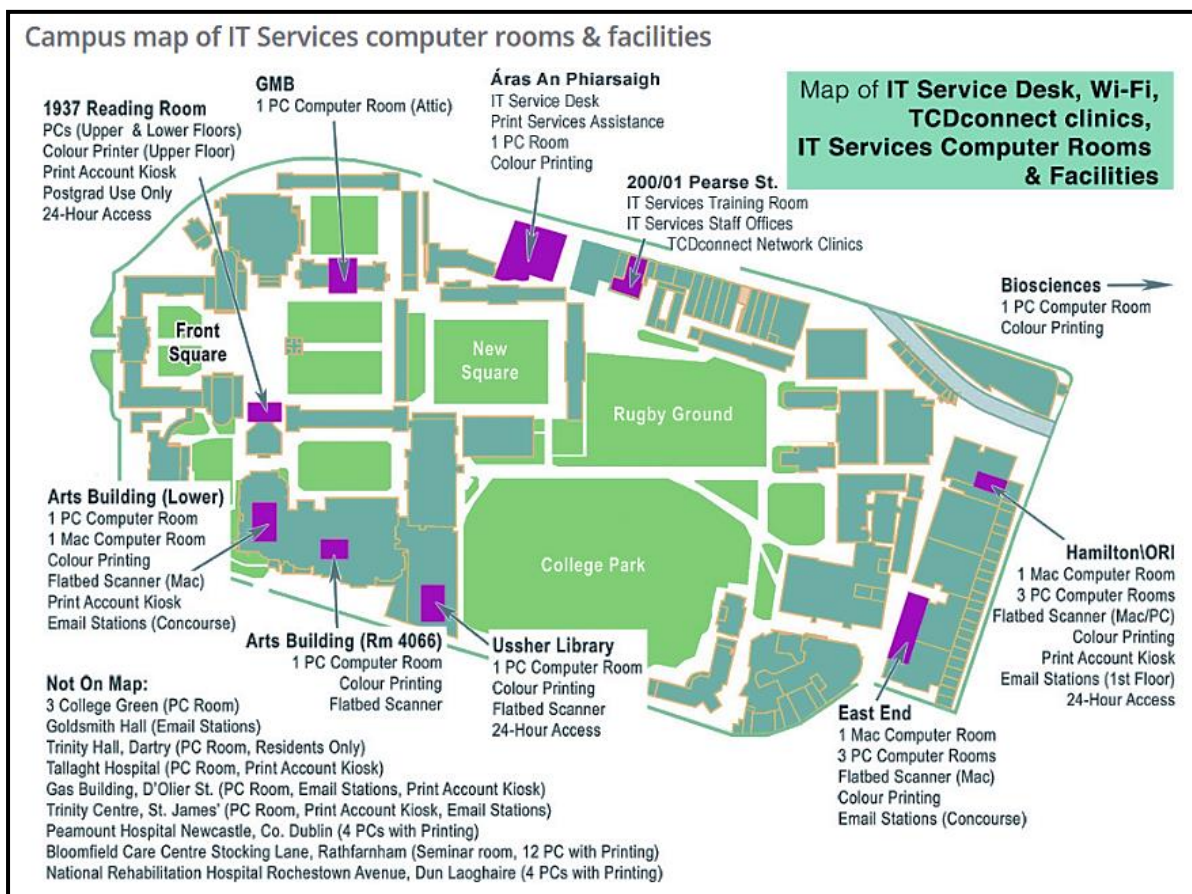 Campus map of IT Services computer rooms & facilities
Map of IT Service Desk, Wi-Fi,
TCDconnect clinics,
IT Services Computer Rooms
& Facilities
1937 Reading Room
PCs (Upper & Lower Floors)
Colour Printer (Upper Floor)
Print Account Kiosk
Postgrad Use Only
24-Hour Access
GMB
1 PC Computer Room (Attic)
Áras An Phiarsaigh
IT Service Desk
Print Services Assistance
1 PC Room
Colour Printing
200/01 Pearse St.
IT Services Training Room
IT Services Staff Offices
TCDconnect Network Clinics
Biosciences
1 PC Computer Room
Colour Printing
Front
Square
New
Square
Rugby Ground
College Park
Arts Building (Lower)
1 PC Computer Room
1 Mac Computer Room
Colour Printing
Flatbed Scanner (Mac)
Print Account Kiosk
Email Stations (Concourse)
Arts Building (Rm 4066)
1 PC Computer Room
Colour Printing
Flatbed Scanner
Ussher Library
1 PC Computer Room
Colour Printing
Flatbed Scanner
24-Hour Access
Hamilton\ORI
1 Mac Computer Room
3 PC Computer Rooms
Flatbed Scanner (Mac/PC)
Colour Printing
Print Account Kiosk
Email Stations (1st Floor)
24-Hour Access
East End
1 Mac Computer Room
3 PC Computer Rooms
Flatbed Scanner (Mac)
Colour Printing
Email Stations (Concourse)
Not On Map:
3 College Green (PC Room)
Goldsmith Hall (Email Stations)
Trinity Hall, Dartry (PC Room, Residents Only)
Tallaght Hospital (PC Room, Print Account Kiosk)
Gas Building, D'Olier St. (PC Room, Email Stations, Print Account Kiosk)
Trinity Centre, St. James' (PC Room, Print Account Kiosk, Email Stations)
Peamount Hospital Newcastle, Co. Dublin (4 PCs with Printing)
Bloomfield Care Centre Stocking Lane, Rathfarnham (Seminar room, 12 PC with Printing)
National Rehabilitation Hospital Rochestown Avenue, Dun Laoghaire (4 PCs with Printing)